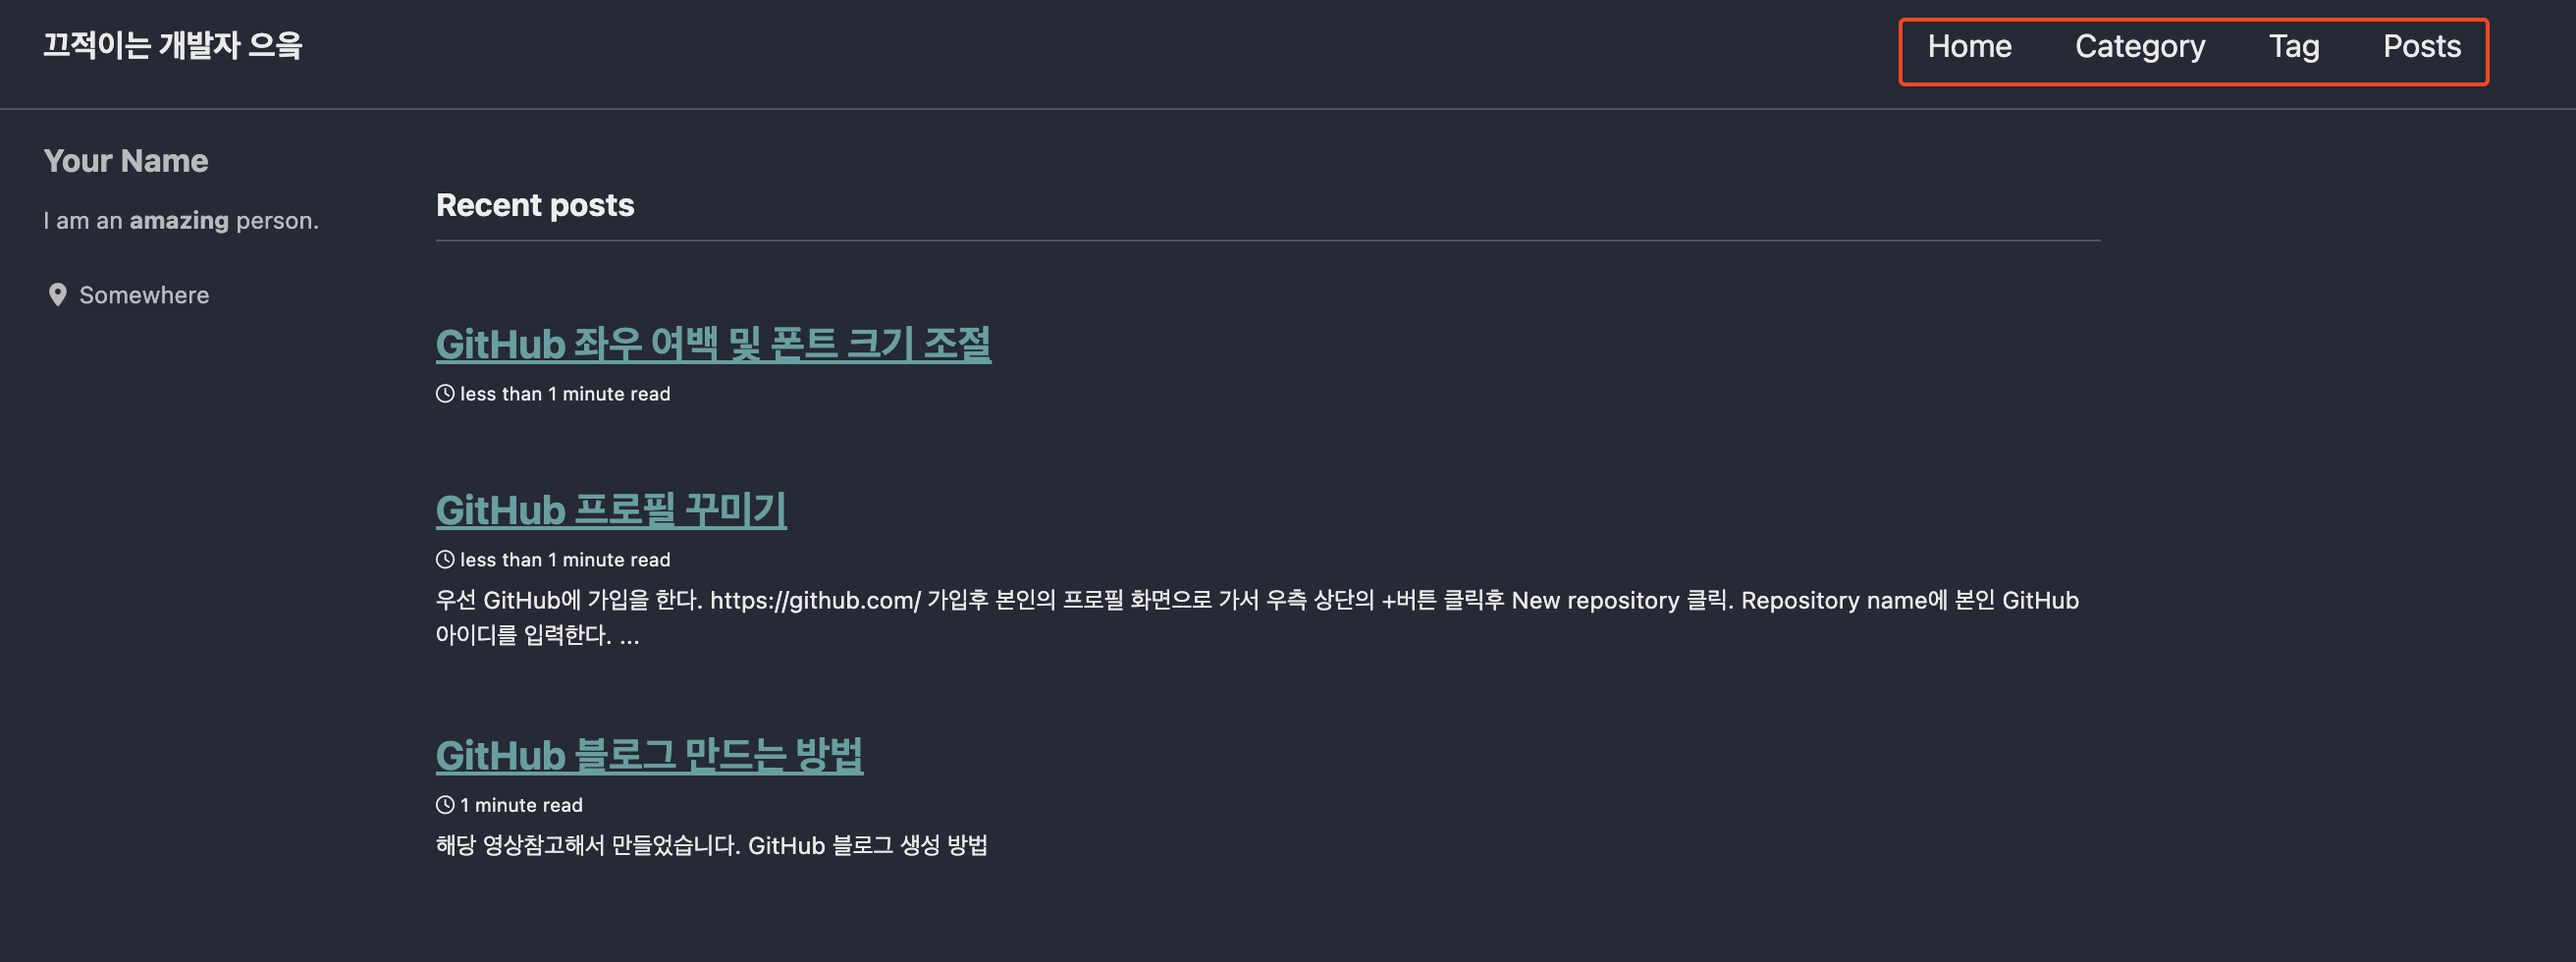 끄적이는 개발자 으읔
Home Category Tag Posts
Your Name
I am an amazing person.
Somewhere
Recent posts
GitHub 좌우 여백 및 폰트 크기 조절
less than 1 minute read
GitHub 프로필 꾸미기
less than 1 minute read
우선 GitHub에 가입을 한다. https://github.com/ 가입후 본인의 프로필 화면으로 가서 우측 상단의 +버튼 클릭후 New repository 클릭. Repository name에 본인 GitHub
아이디를 입력한다. ...
GitHub 블로그 만드는 방법
1 minute read
해당 영상참고해서 만들었습니다. GitHub 블로그 생성 방법